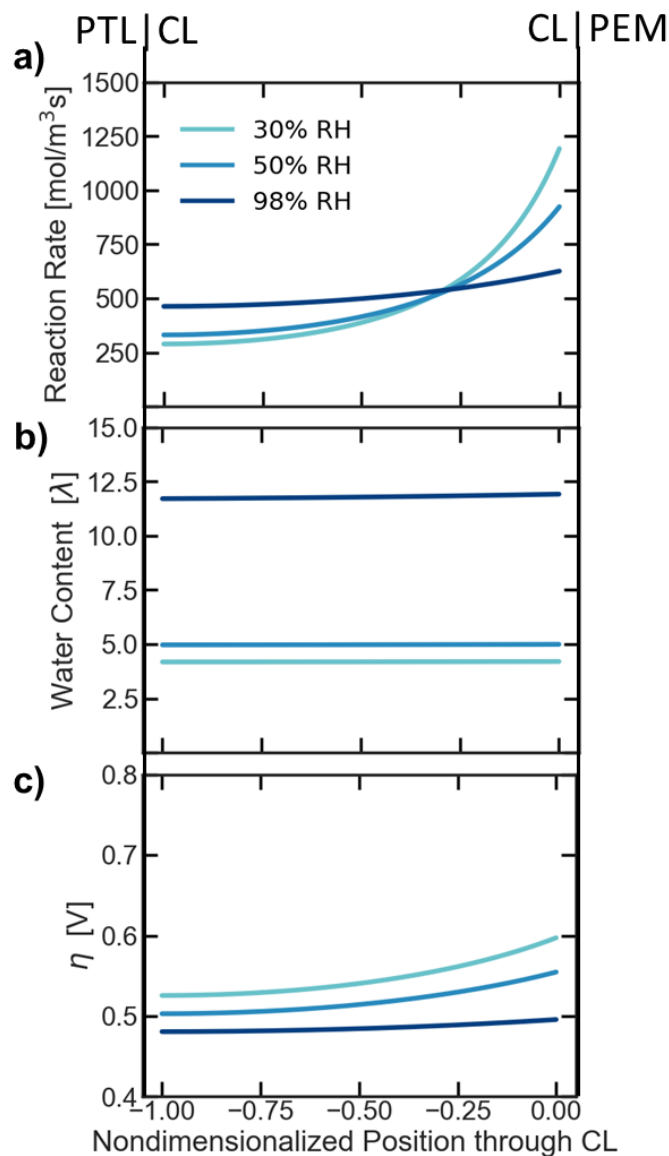 PTL CL CL PEM
a)
1500
1250
1000
750
500
250
Reaction Rate [mol/m³s]
30% RH
50% RH
98% RH
b)
15.0
12.5
10.0
7.5
5.0
2.5
Water Content [λ]
c)
0.8
0.7
0.6
0.5
0.4
η [V]
−1.00 −0.75 −0.50 −0.25 0.00
Nondimensionalized Position through CL